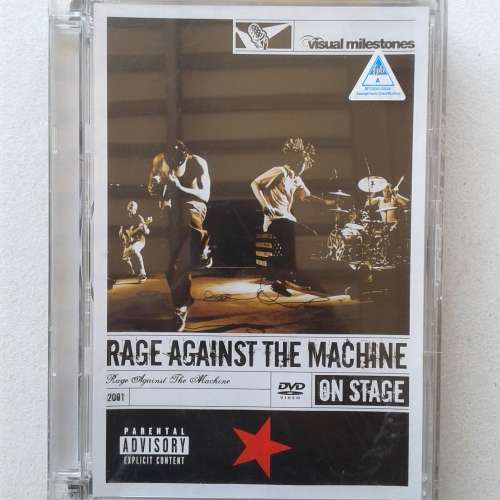 visual milestones
A
RAGE AGAINST THE MACHINE
Rage Against The Machine
DVD
VIDEO
ON STAGE
2001
PARENTAL
ADVISORY
EXPLICIT CONTENT